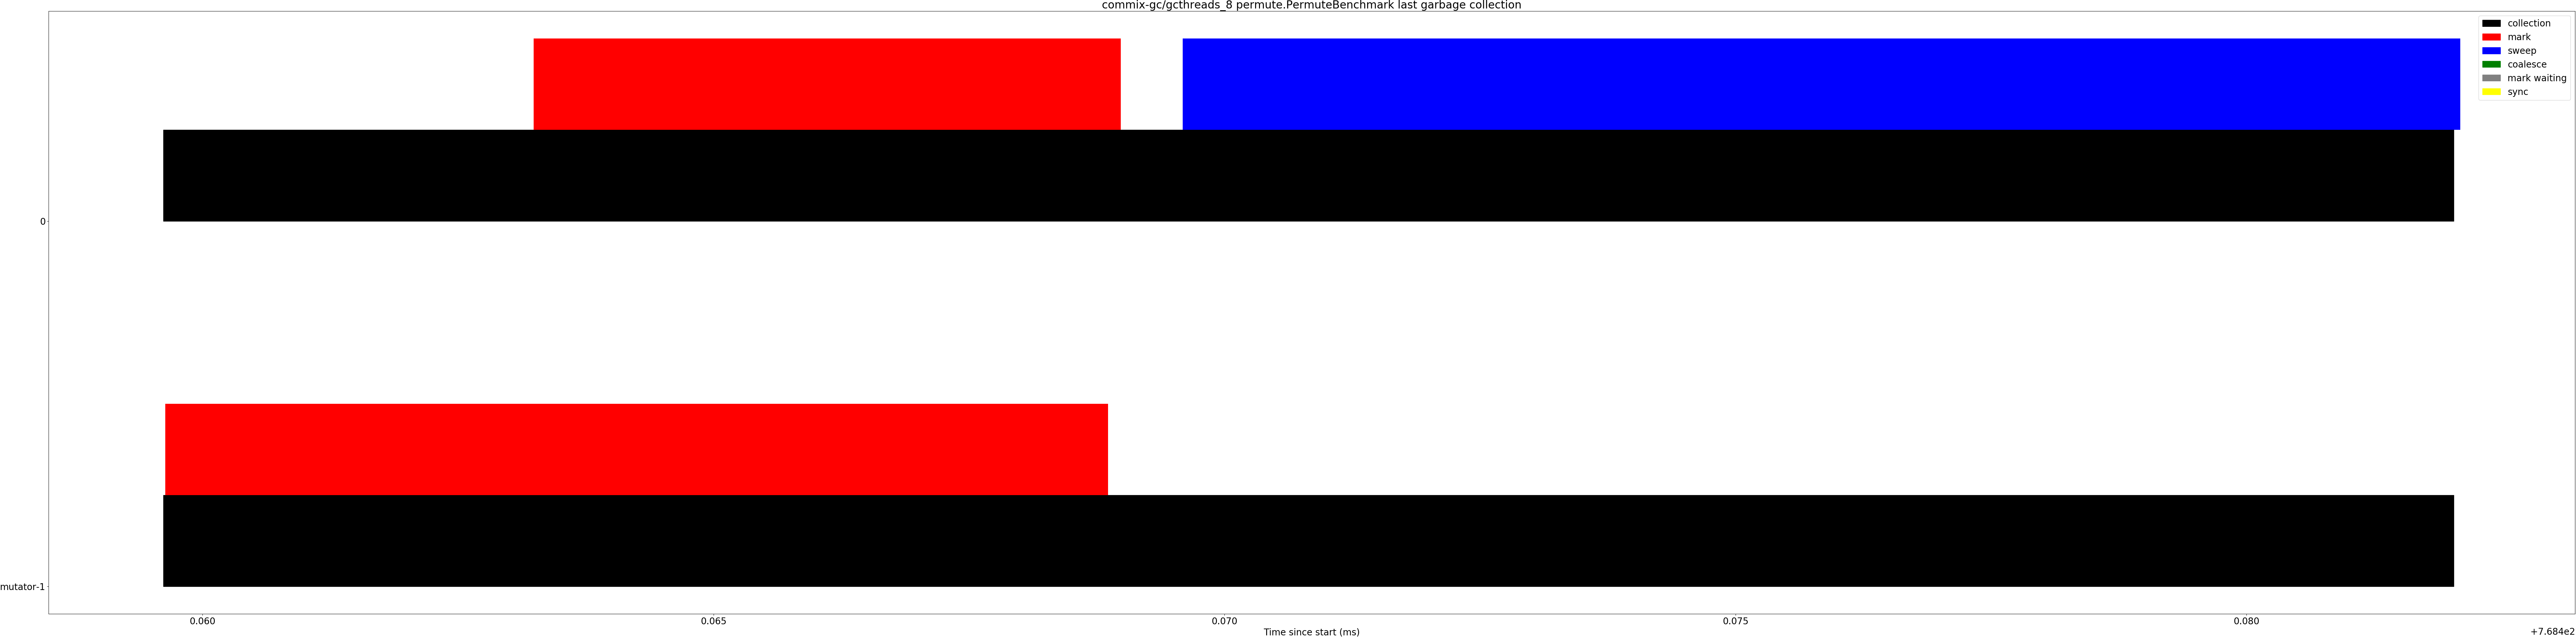 commix-gc/gcthreads_8 permute.PermuteBenchmark last garbage collection
collection
mark
sweep
coalesce
mark waiting
sync
0
mutator-1
0.060 0.065 0.070 0.075 0.080
Time since start (ms)
+7.684e2